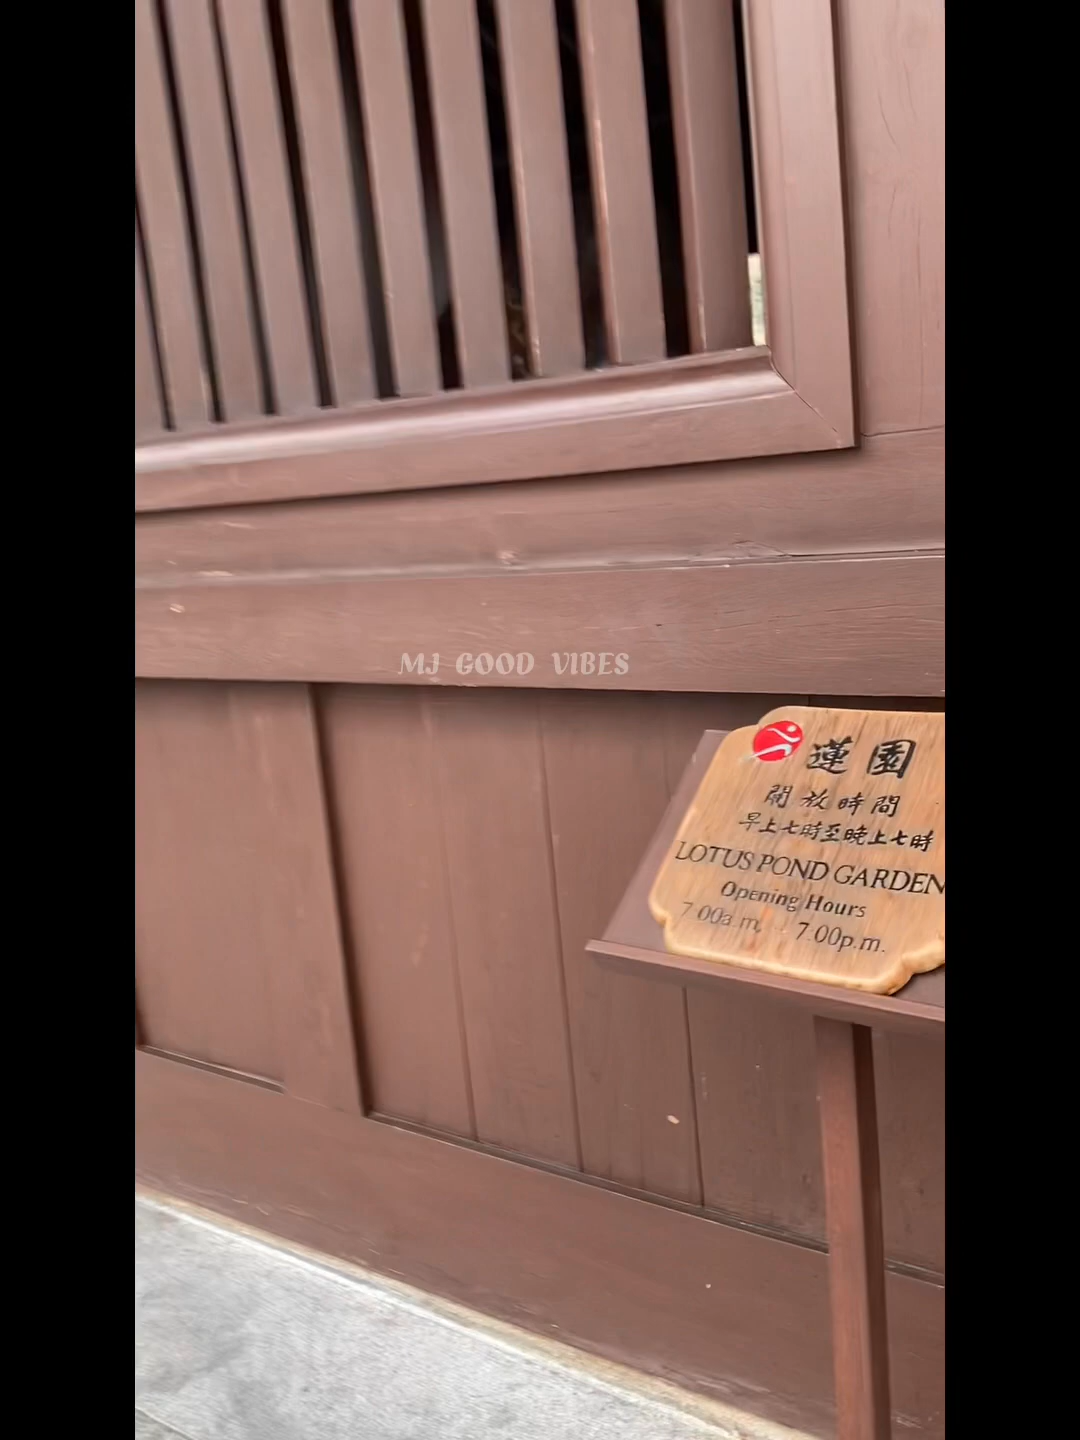 MJ GOOD VIBES
蓮園
開放時間
早上七時至晚上七時
LOTUS POND GARDEN
Opening Hours
7.00a.m. - 7.00p.m.